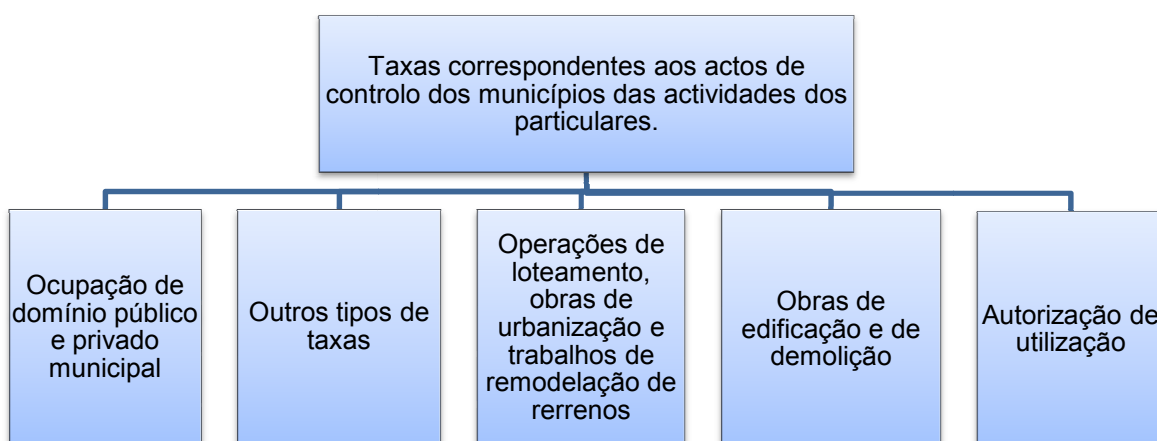 Taxas correspondentes aos actos de
controlo dos municípios das actividades dos
particulares.
Ocupação de
domínio público
e privado
municipal
Outros tipos de
taxas
Operações de
loteamento,
obras de
urbanização e
trabalhos de
remodelação de
rerrenos
Obras de
edificação e de
demolição
Autorização de
utilização